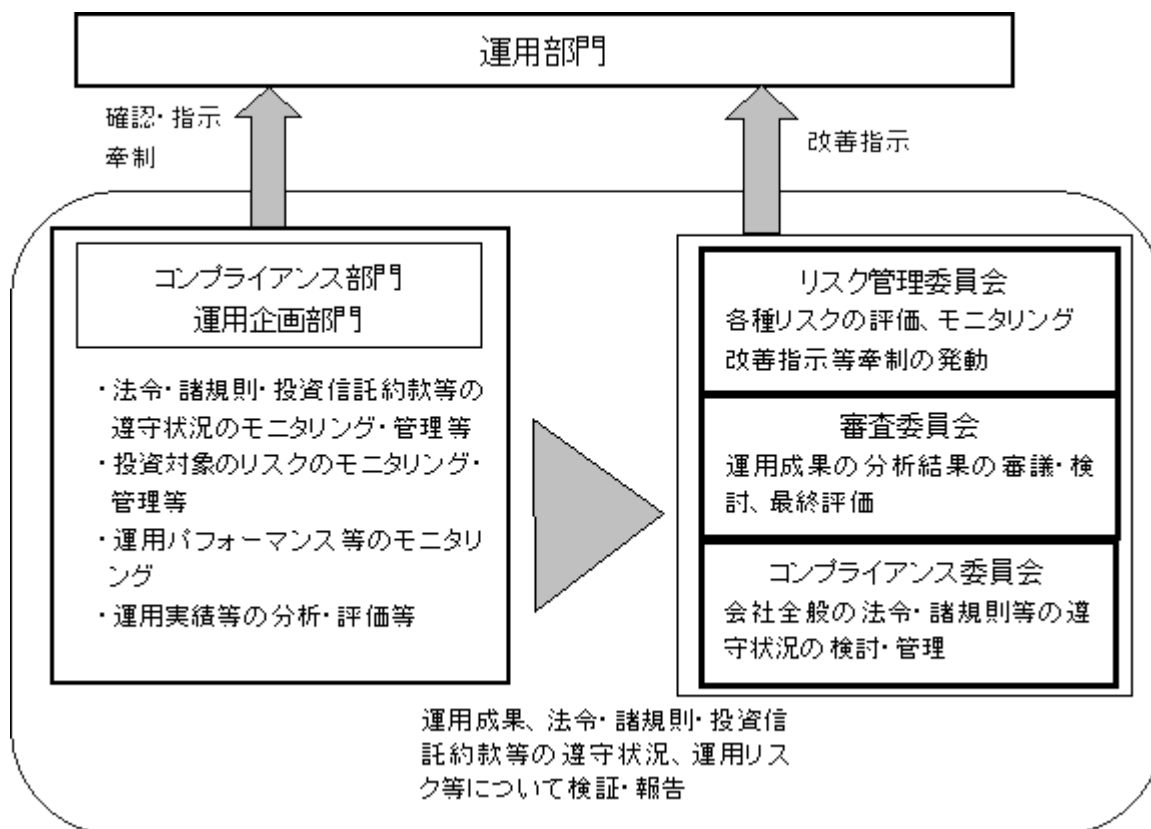 運用部門
確認・指示
牽制
改善指示
コンプライアンス部門
運用企画部門
・法令・諸規則・投資信託約款等の
遵守状況のモニタリング・管理等
・投資対象のリスクのモニタリング・
管理等
・運用パフォーマンス等のモニタリ
ング
・運用実績等の分析・評価等
リスク管理委員会
各種リスクの評価、モニタリング
改善指示等牽制の発動
審査委員会
運用成果の分析結果の審議・検
討、最終評価
コンプライアンス委員会
会社全般の法令・諸規則等の遵
守状況の検討・管理
運用成果、法令・諸規則・投資信
託約款等の遵守状況、運用リス
ク等について検証・報告